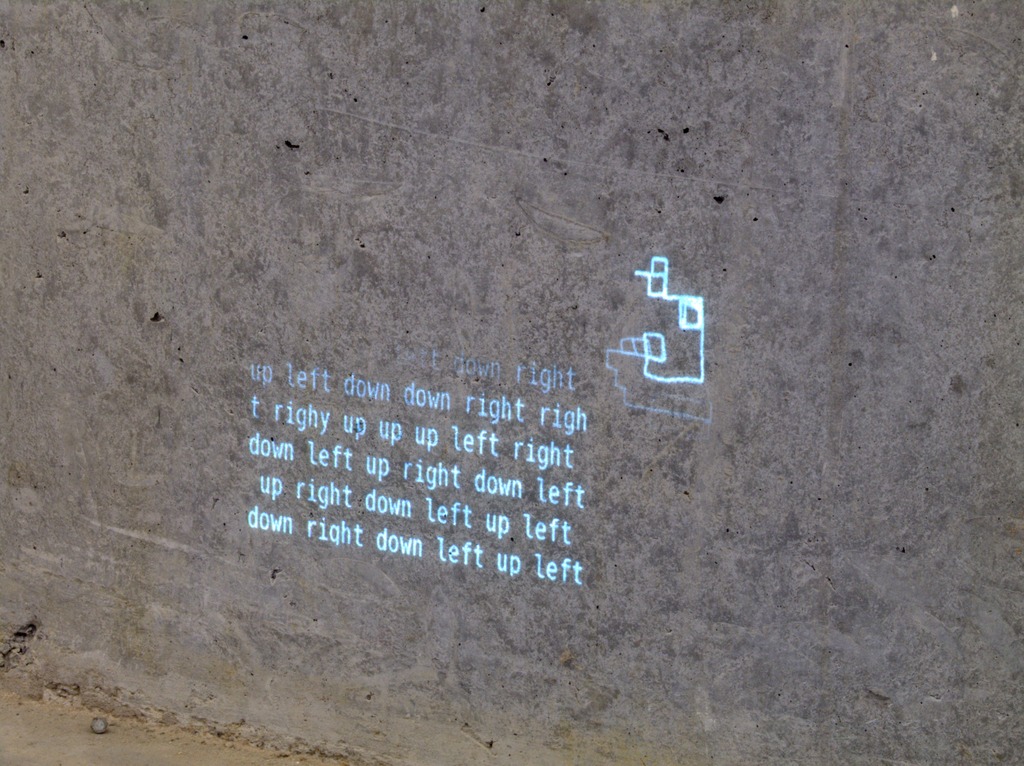 left down right
up left down down right righ
t righy up up up left right
down left up right down left
up right down left up left
down right down left up left